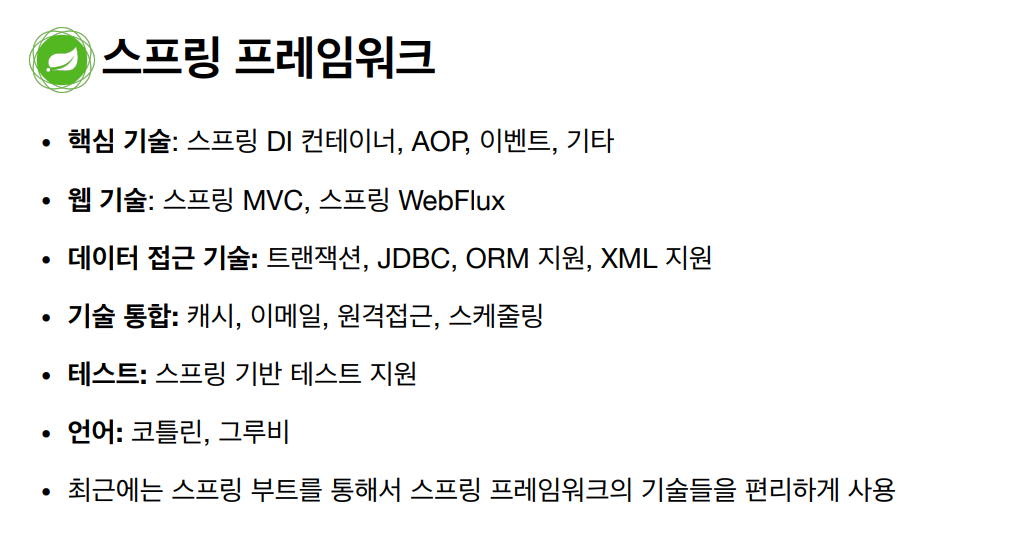 스프링 프레임워크
• 핵심 기술: 스프링 DI 컨테이너, AOP, 이벤트, 기타
• 웹 기술: 스프링 MVC, 스프링 WebFlux
• 데이터 접근 기술: 트랜잭션, JDBC, ORM 지원, XML 지원
• 기술 통합: 캐시, 이메일, 원격접근, 스케줄링
• 테스트: 스프링 기반 테스트 지원
• 언어: 코틀린, 그루비
• 최근에는 스프링 부트를 통해서 스프링 프레임워크의 기술들을 편리하게 사용